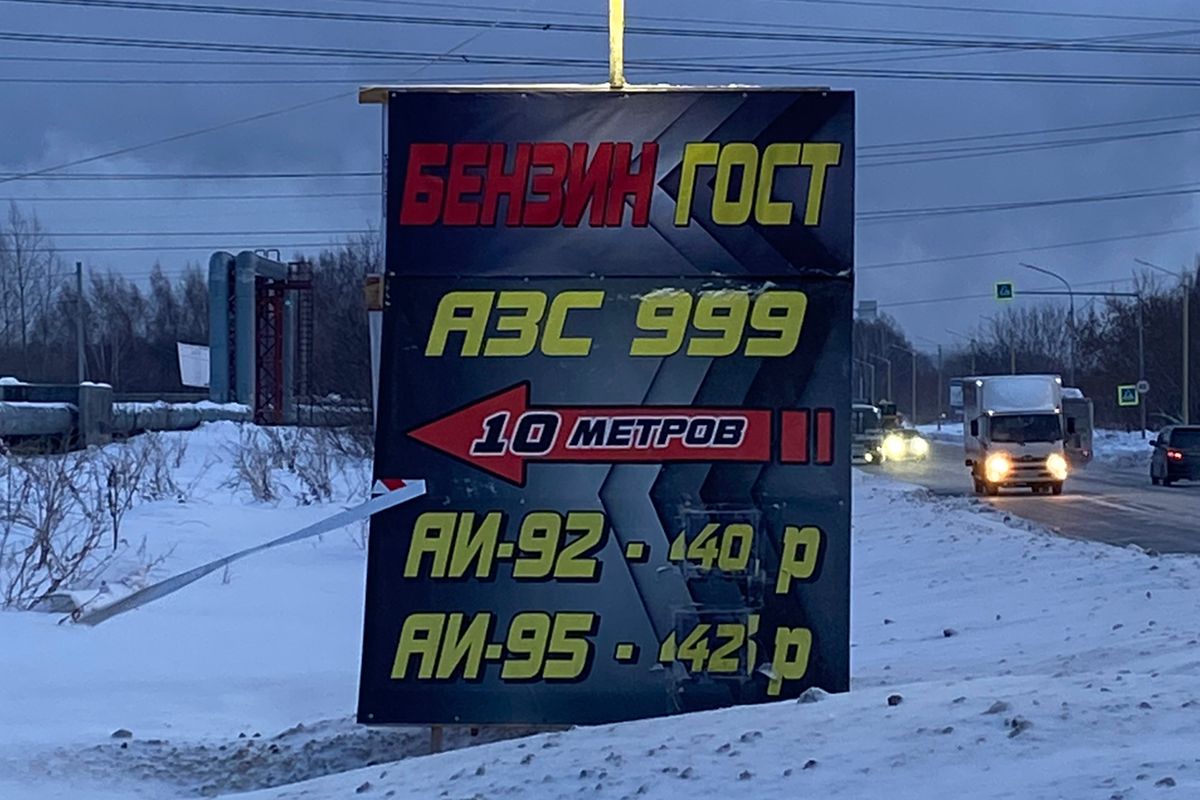 БЕНЗИН ГОСТ
АЗС 999
10 МЕТРОВ
АИ-92 - 40 р
АИ-95 - 42 р